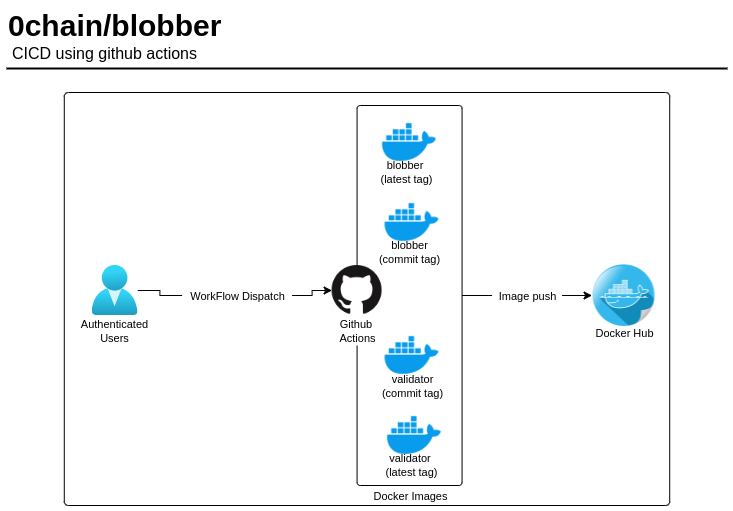 0chain/blobber
CICD using github actions
blobber
(latest tag)
blobber
(commit tag)
Authenticated
Users
WorkFlow Dispatch
Github
Actions
Image push
Docker Hub
validator
(commit tag)
validator
(latest tag)
Docker Images